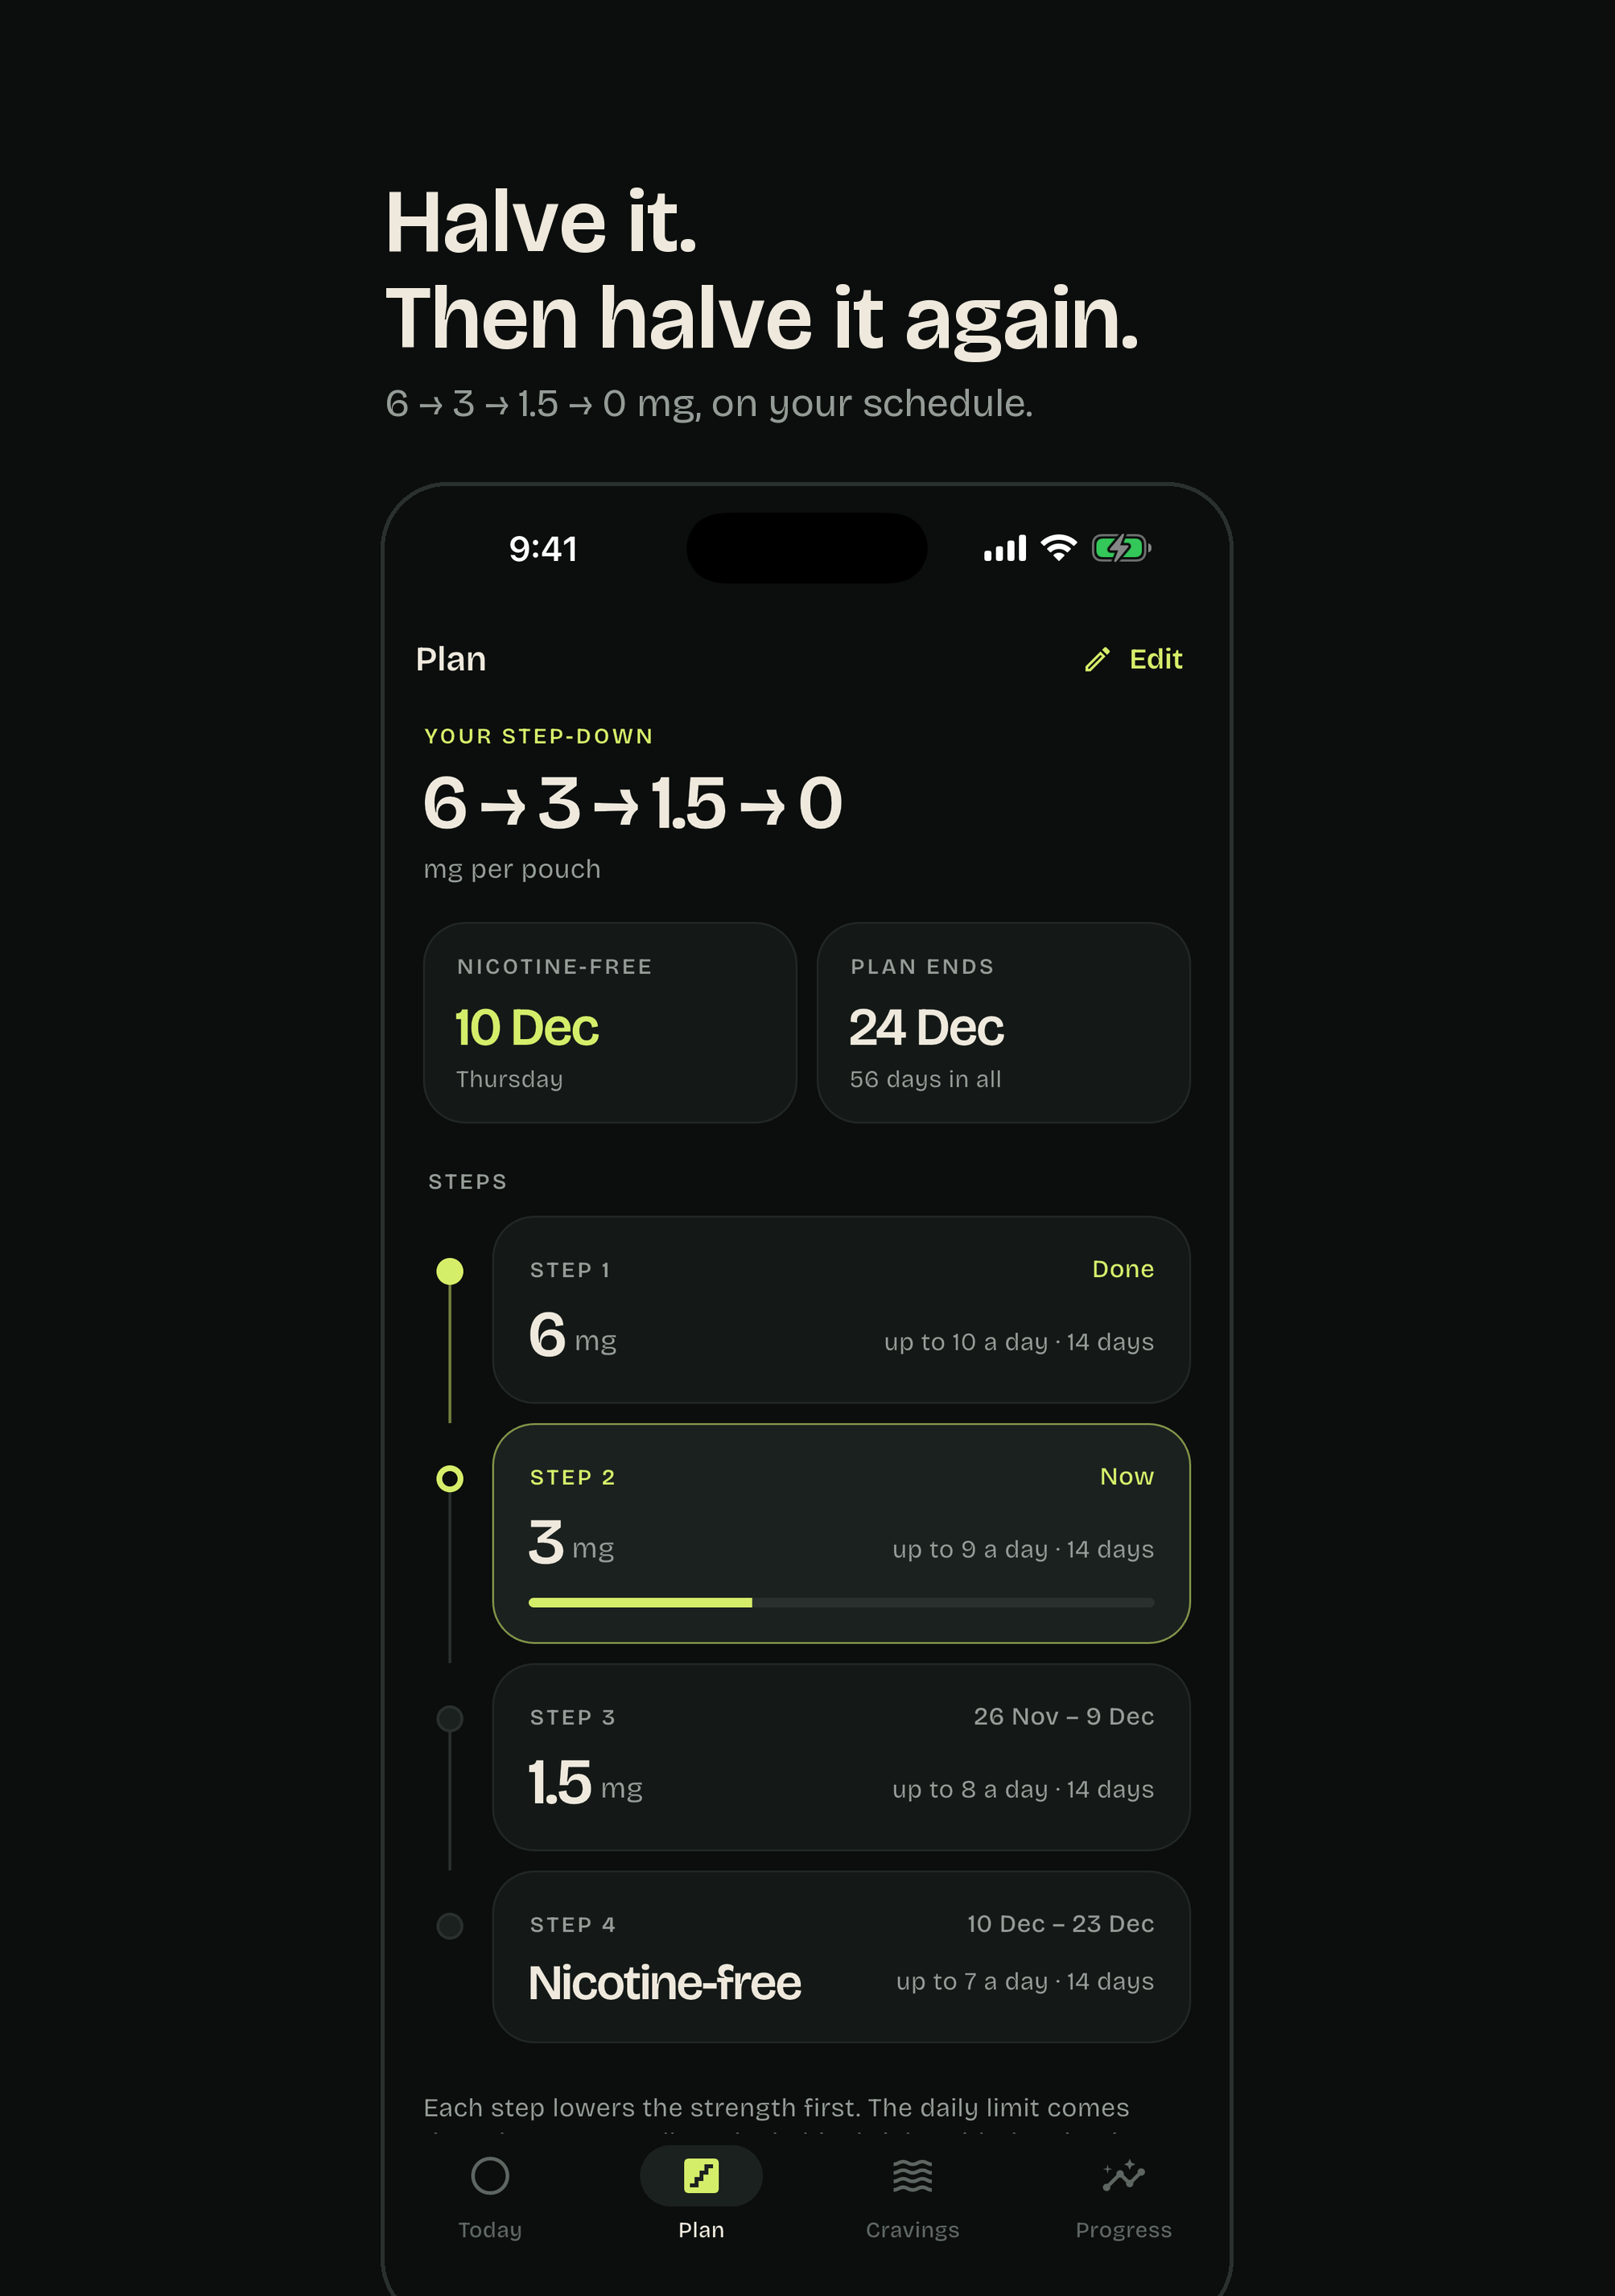 Halve it.
Then halve it again.
6 → 3 → 1.5 → 0 mg, on your schedule.
9:41
Plan
Edit
YOUR STEP-DOWN
6 → 3 → 1.5 → 0
mg per pouch
NICOTINE-FREE
10 Dec
Thursday
PLAN ENDS
24 Dec
56 days in all
STEPS
STEP 1
Done
6 mg
up to 10 a day · 14 days
STEP 2
Now
3 mg
up to 9 a day · 14 days
STEP 3
26 Nov – 9 Dec
1.5 mg
up to 8 a day · 14 days
STEP 4
10 Dec – 23 Dec
Nicotine-free
up to 7 a day · 14 days
Each step lowers the strength first. The daily limit comes
Today
Plan
Cravings
Progress